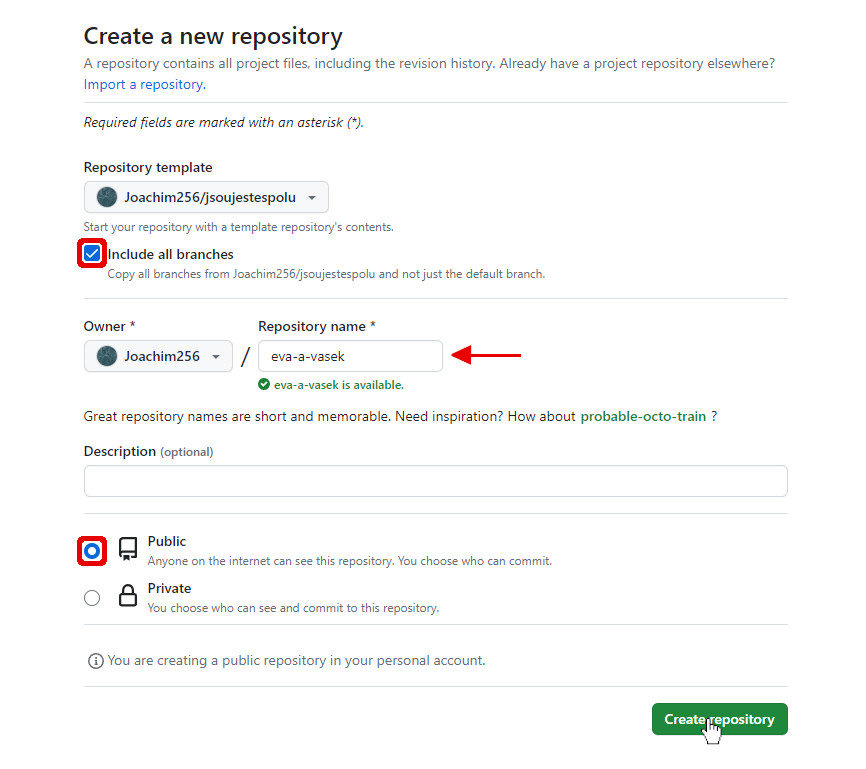 Create a new repository
A repository contains all project files, including the revision history. Already have a project repository elsewhere?
Import a repository.
Required fields are marked with an asterisk (*).
Repository template
Joachim256/jsoujestespolu
Start your repository with a template repository's contents.
Include all branches
Copy all branches from Joachim256/jsoujestespolu and not just the default branch.
Owner * Repository name *
Joachim256 / eva-a-vasek
eva-a-vasek is available.
Great repository names are short and memorable. Need inspiration? How about probable-octo-train ?
Description (optional)
Public
Anyone on the internet can see this repository. You choose who can commit.
Private
You choose who can see and commit to this repository.
You are creating a public repository in your personal account.
Create repository